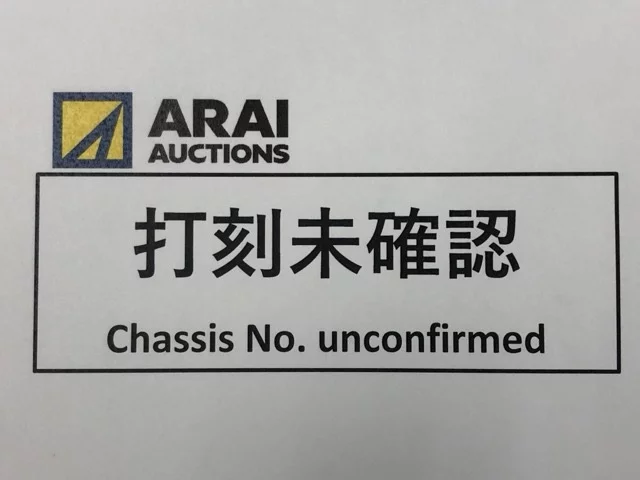 ARAI
AUCTIONS
打刻未確認
Chassis No. unconfirmed